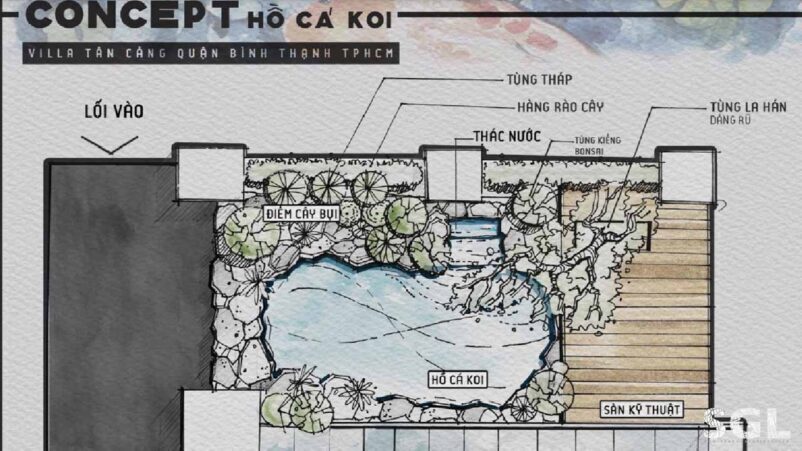 CONCEPT HỒ CÁ KOI
VILLA TÂN CẢNG QUẬN BÌNH THẠNH TPHCM
LỐI VÀO
TÙNG THÁP
HÀNG RÀO CÂY
THÁC NƯỚC
TÙNG KIỂNG
BONSAI
TÙNG LA HÁN
DÁNG RŨ
ĐIỂM CÂY BỤI
HỒ CÁ KOI
SÀN KỸ THUẬT
SGL